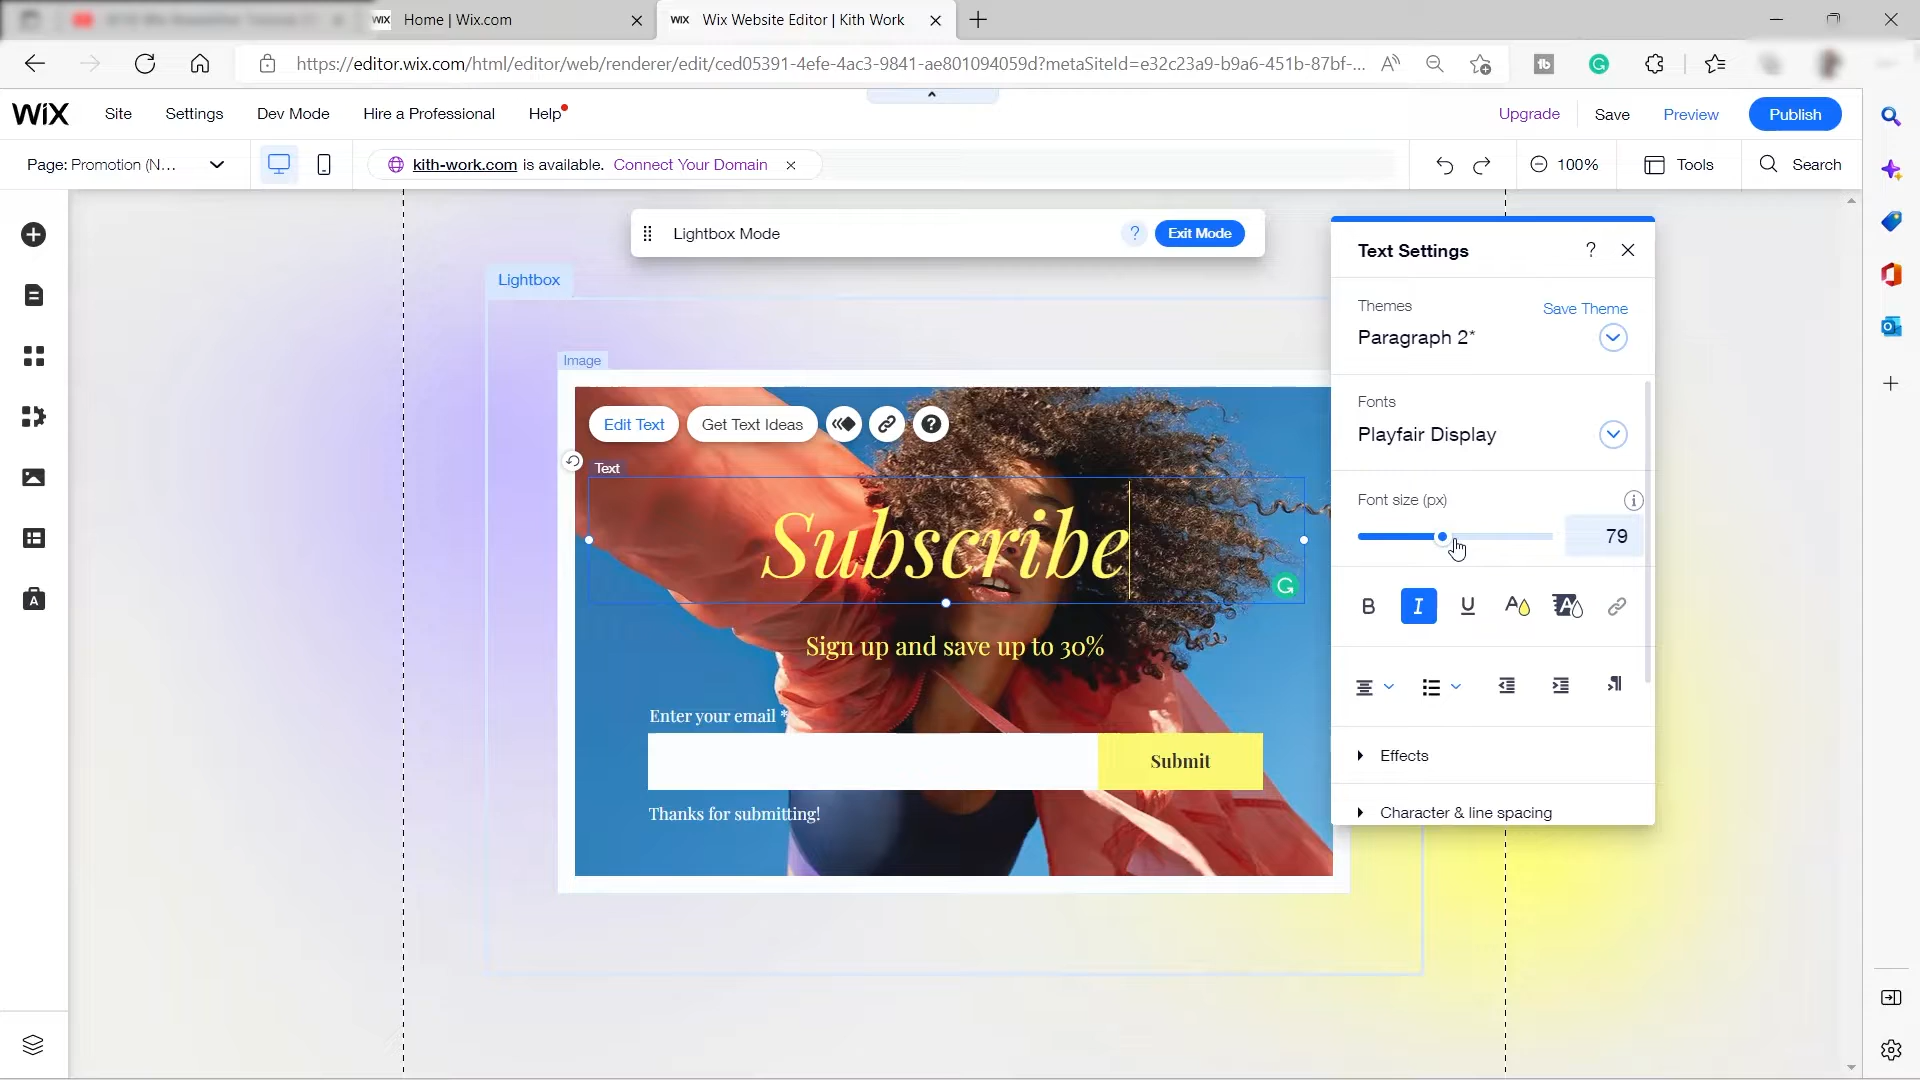 Home | Wix.com
Wix Website Editor | Kith Work
https://editor.wix.com/html/editor/web/renderer/edit/ced05391-4efe-4ac3-9841-ae801094059d?metaSiteId=e32c23a9-b9a6-451b-87bf-...
WiX
Site
Settings
Dev Mode
Hire a Professional
Help
Upgrade
Save
Preview
Publish
Page: Promotion (N...
kith-work.com is available. Connect Your Domain
100%
Tools
Search
Lightbox Mode
?
Exit Mode
Lightbox
Image
Edit Text
Get Text Ideas
Text
Subscribe
Sign up and save up to 30%
Enter your email *
Submit
Thanks for submitting!
Text Settings
?
Themes
Save Theme
Paragraph 2*
Fonts
Playfair Display
Font size (px)
79
B I U
Effects
Character & line spacing